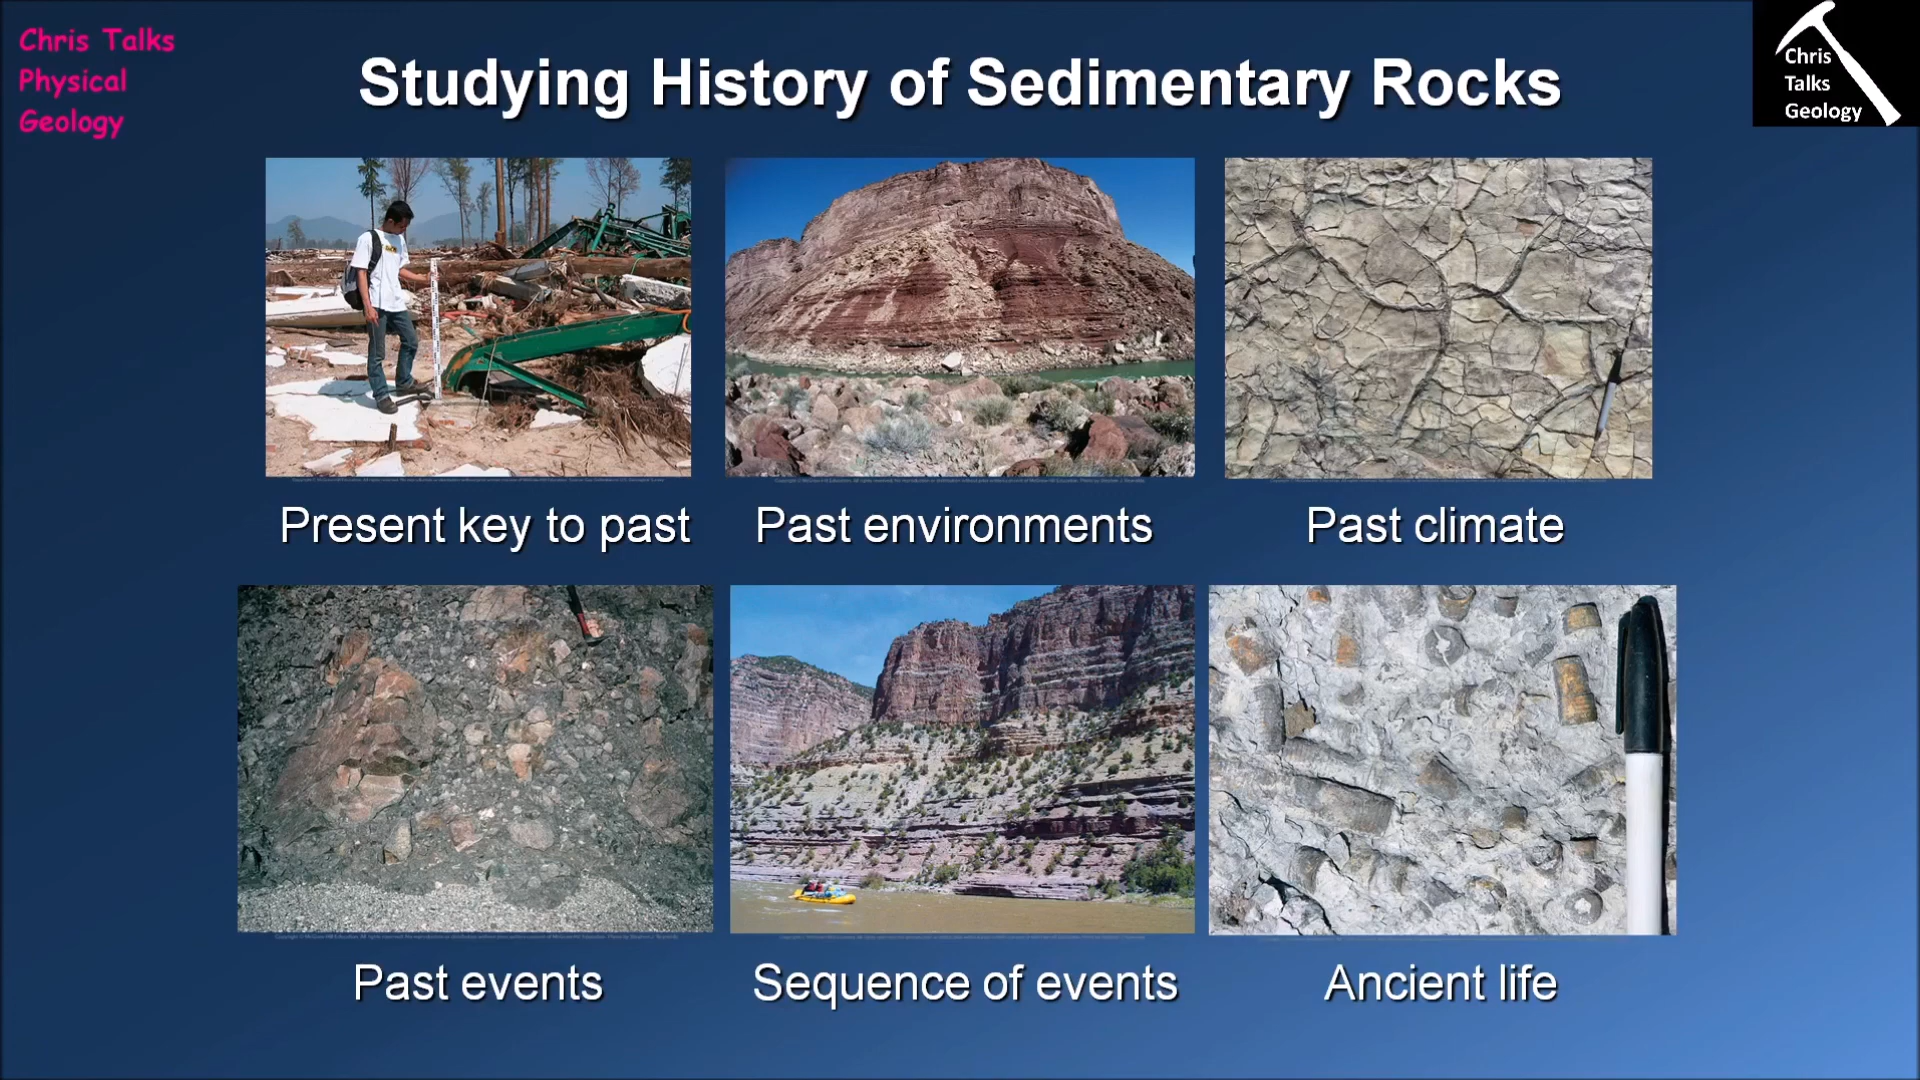 Chris Talks
Physical
Geology
Studying History of Sedimentary Rocks
Chris
Talks
Geology
Present key to past
Past environments
Past climate
Past events
Sequence of events
Ancient life